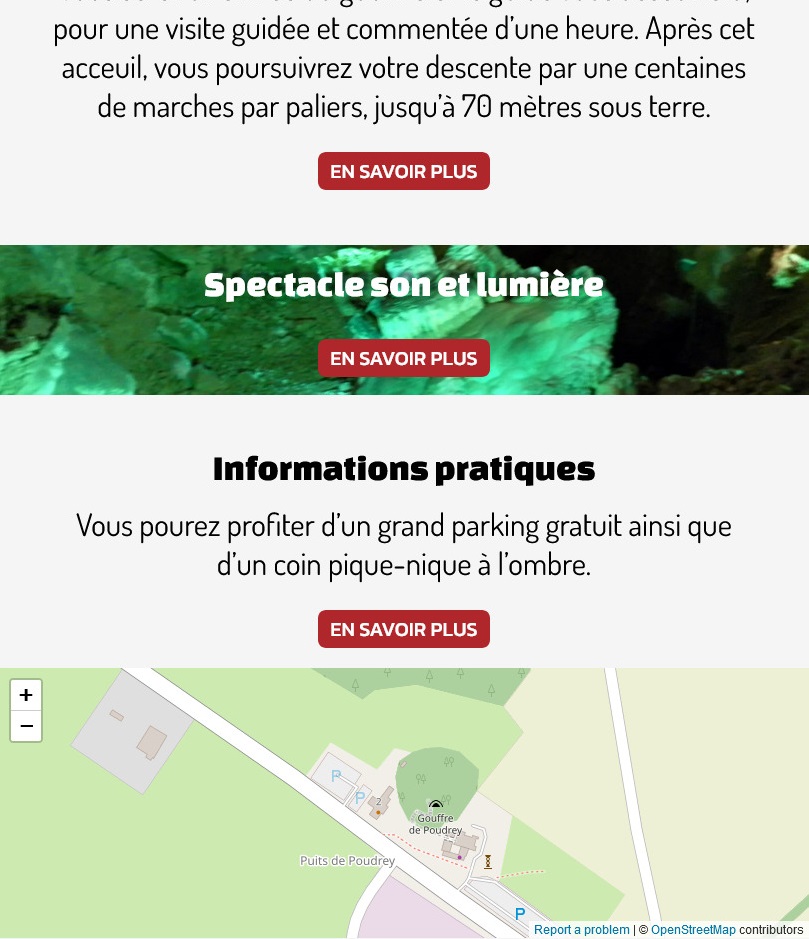 pour une visite guidée et commentée d'une heure. Après cet
acceuil, vous poursuivrez votre descente par une centaines
de marches par paliers, jusqu'à 70 mètres sous terre.
EN SAVOIR PLUS
Spectacle son et lumière
EN SAVOIR PLUS
Informations pratiques
Vous pourez profiter d'un grand parking gratuit ainsi que
d'un coin pique-nique à l'ombre.
EN SAVOIR PLUS
+
−
P
P
2
Gouffre
de Poudrey
Puits de Poudrey
P
Report a problem | © OpenStreetMap contributors